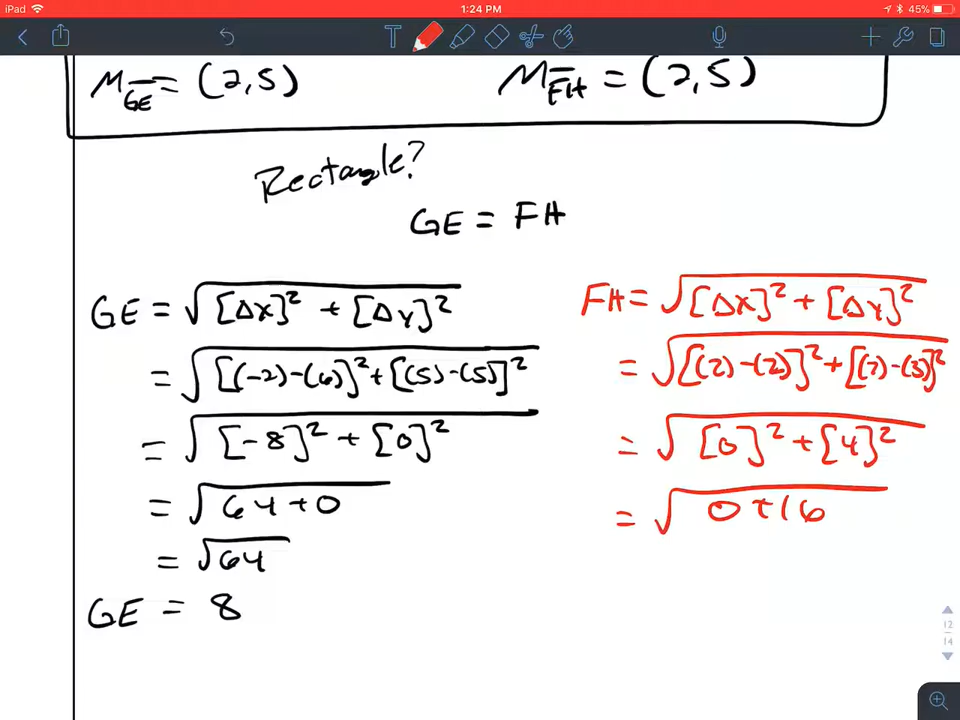 iPad 1:24 PM 45%
T
M_GE = (2,5) M_FH = (2,5)
Rectangle?
GE = FH
GE = √[Δx]² + [Δy]²
= √[(-2)-(6)]²+[(5)-(5)]²
= √[-8]² + [0]²
= √64+0
= √64
GE = 8
FH = √[Δx]² + [Δy]²
= √[(2)-(2)]²+[(7)-(3)]²
= √[0]²+[4]²
= √0+16
12
14